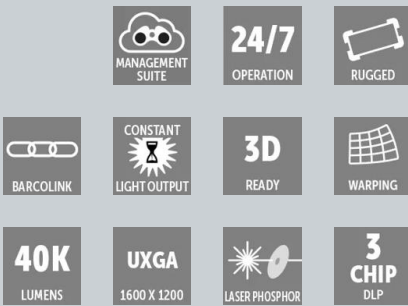 MANAGEMENT
SUITE
24/7
OPERATION
RUGGED
BARCOLINK
CONSTANT
LIGHT OUTPUT
3D
READY
WARPING
40K
LUMENS
UXGA
1600 X 1200
LASER PHOSPHOR
3
CHIP
DLP